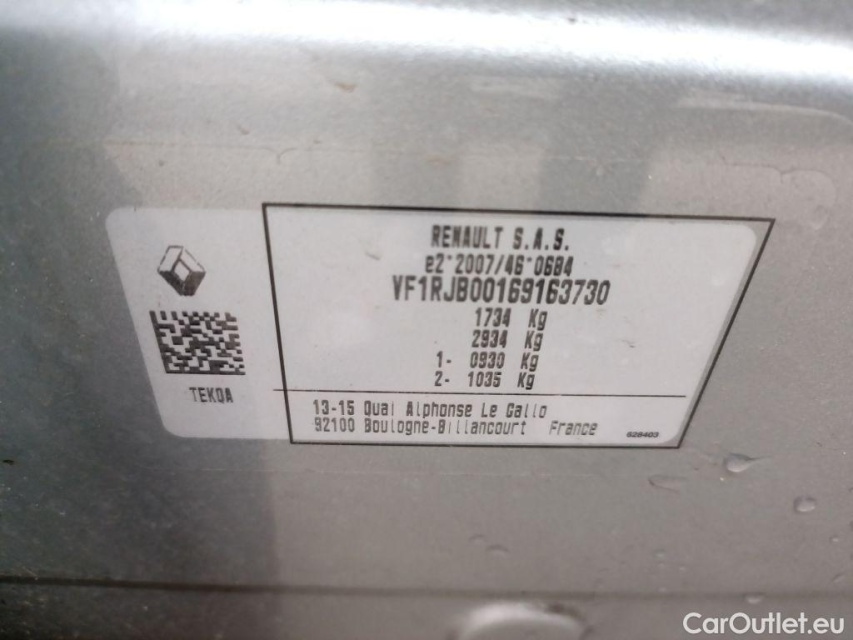 RENAULT S.A.S.
e2*2007/46*0684
VF1RJB00169163730
1734 Kg
2934 Kg
1- 0930 Kg
2- 1035 Kg
TEKQA
13-15 Quai Alphonse Le Gallo
92100 Boulogne-Billancourt France
628403
CarOutlet.eu